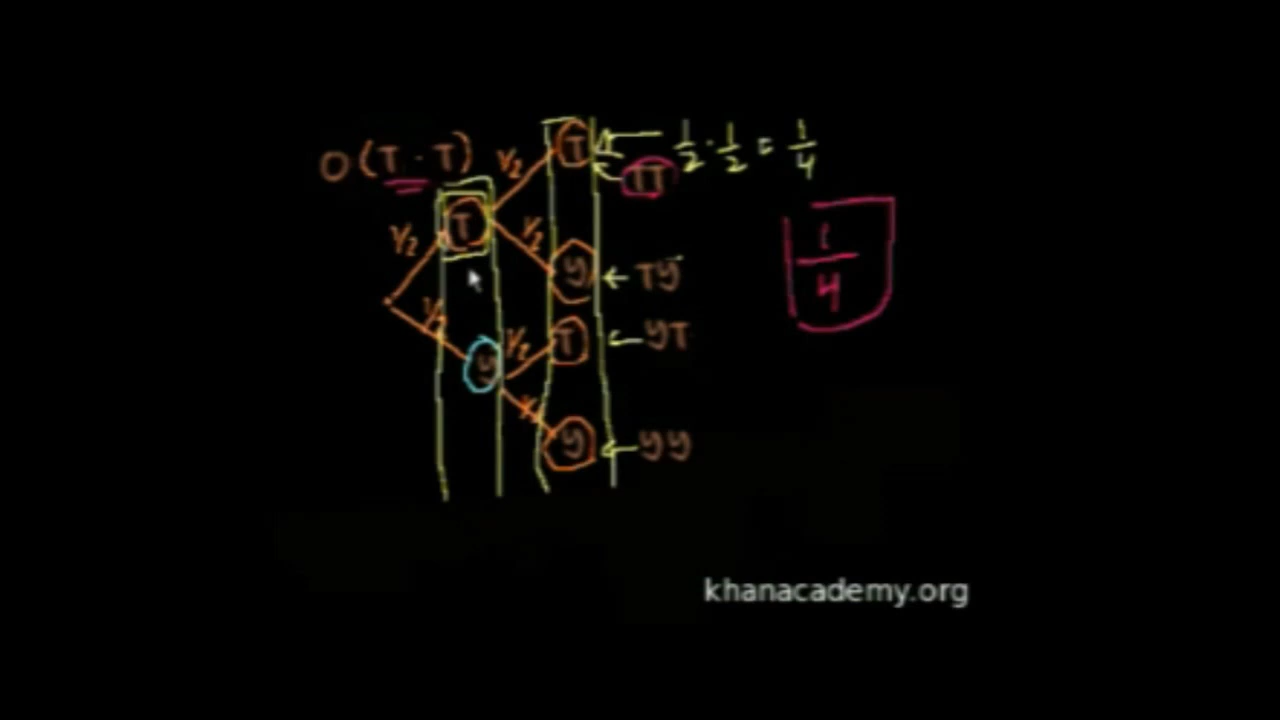 O(T · T)
1/2 T 1/2 · 1/2 = 1/4
TT
T
1/2
1/2
1/4
y TY
1/2
1/2 T YT
y
y YY
khanacademy.org